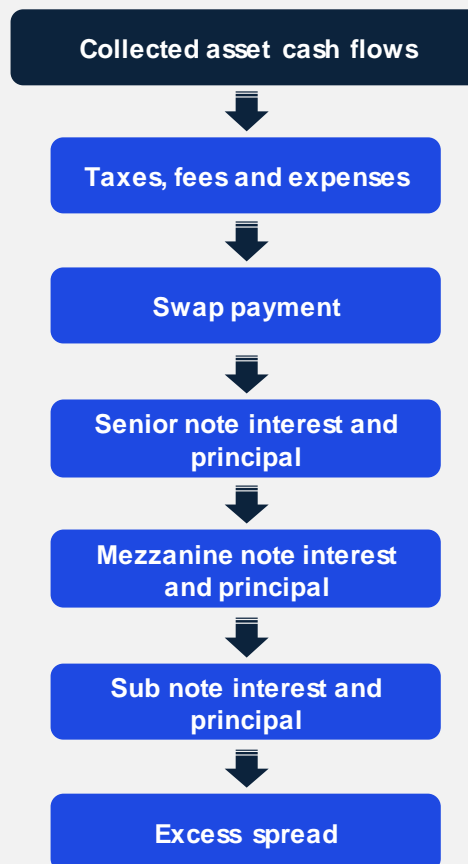 Collected asset cash flows
Taxes, fees and expenses
Swap payment
Senior note interest and
principal
Mezzanine note interest
and principal
Sub note interest and
principal
Excess spread